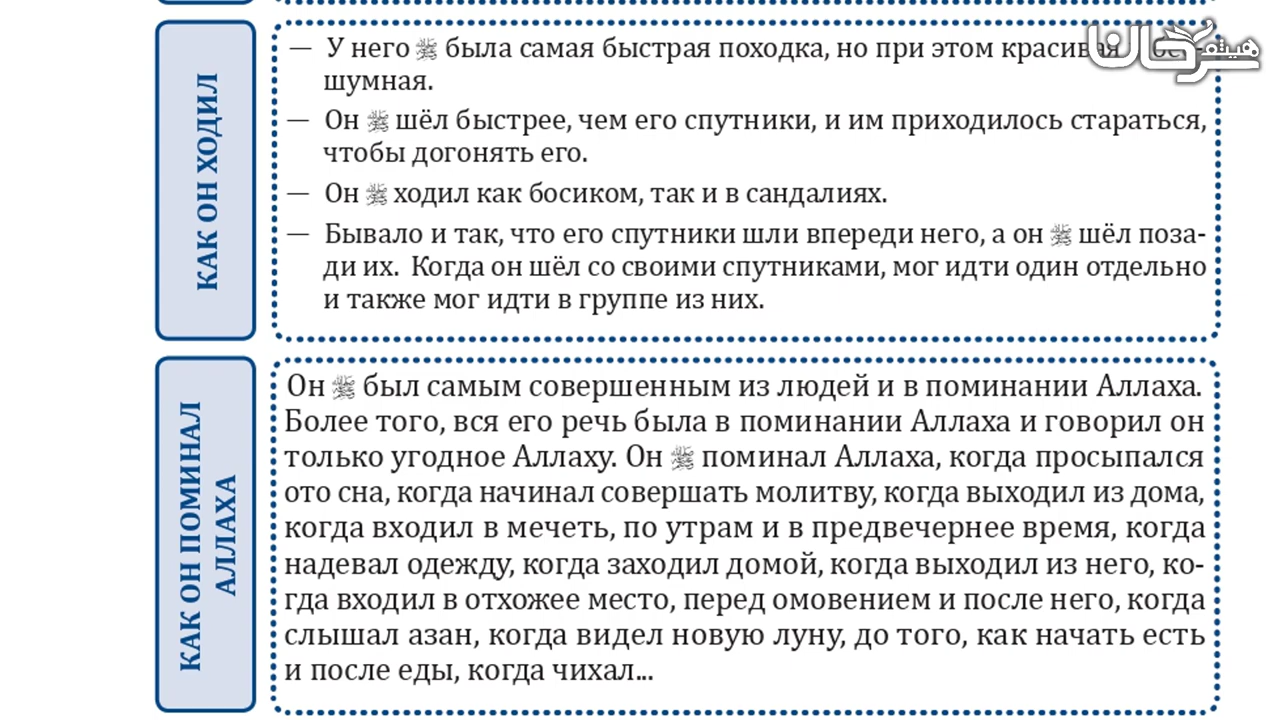 КАК ОН ХОДИЛ
— У него ﷺ была самая быстрая походка, но при этом красивая
шумная.
— Он ﷺ шёл быстрее, чем его спутники, и им приходилось стараться,
чтобы догонять его.
— Он ﷺ ходил как босиком, так и в сандалиях.
— Бывало и так, что его спутники шли впереди него, а он ﷺ шёл поза-
ди их. Когда он шёл со своими спутниками, мог идти один отдельно
и также мог идти в группе из них.
КАК ОН ПОМИНАЛ
АЛЛАХА
Он ﷺ был самым совершенным из людей и в поминании Аллаха.
Более того, вся его речь была в поминании Аллаха и говорил он
только угодное Аллаху. Он ﷺ поминал Аллаха, когда просыпался
ото сна, когда начинал совершать молитву, когда выходил из дома,
когда входил в мечеть, по утрам и в предвечернее время, когда
надевал одежду, когда заходил домой, когда выходил из него, ко-
гда входил в отхожее место, перед омовением и после него, когда
слышал азан, когда видел новую луну, до того, как начать есть
и после еды, когда чихал...